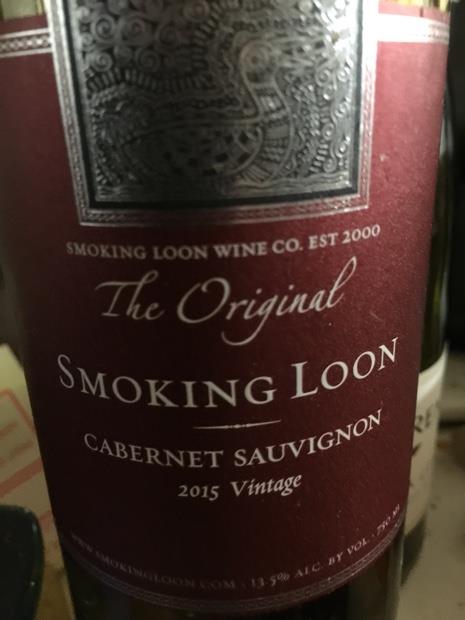 SMOKING LOON WINE CO. EST 2000
The Original
SMOKING LOON
CABERNET SAUVIGNON
2015 Vintage
WWW.SMOKINGLOON.COM · 13.5% ALC. BY VOL. · 750 ML